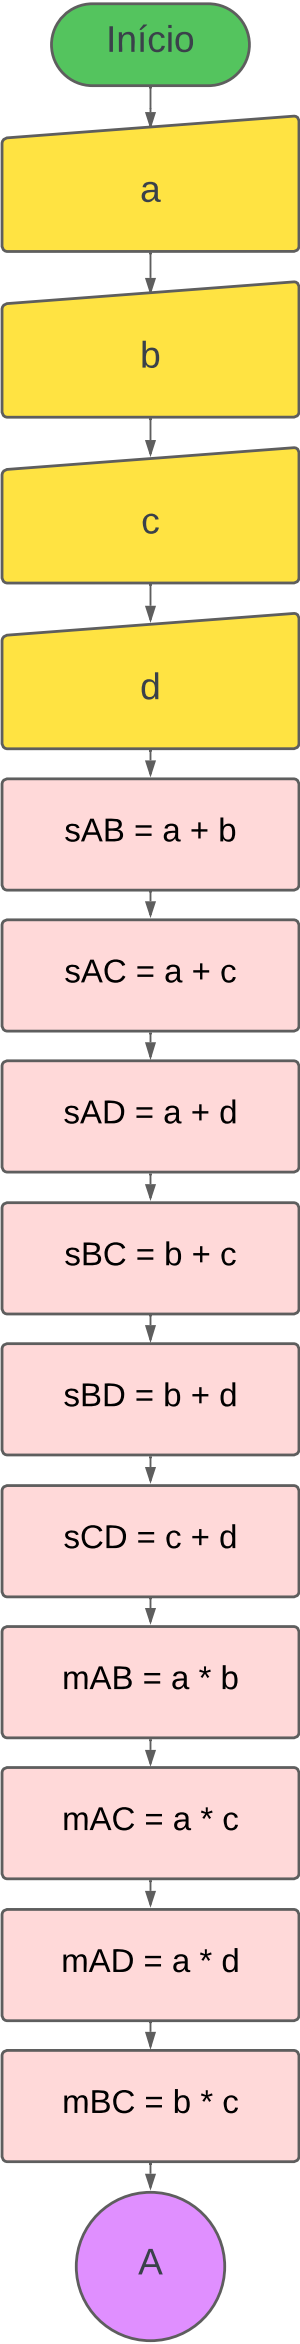 Início
a
b
c
d
sAB = a + b
sAC = a + c
sAD = a + d
sBC = b + c
sBD = b + d
sCD = c + d
mAB = a * b
mAC = a * c
mAD = a * d
mBC = b * c
A